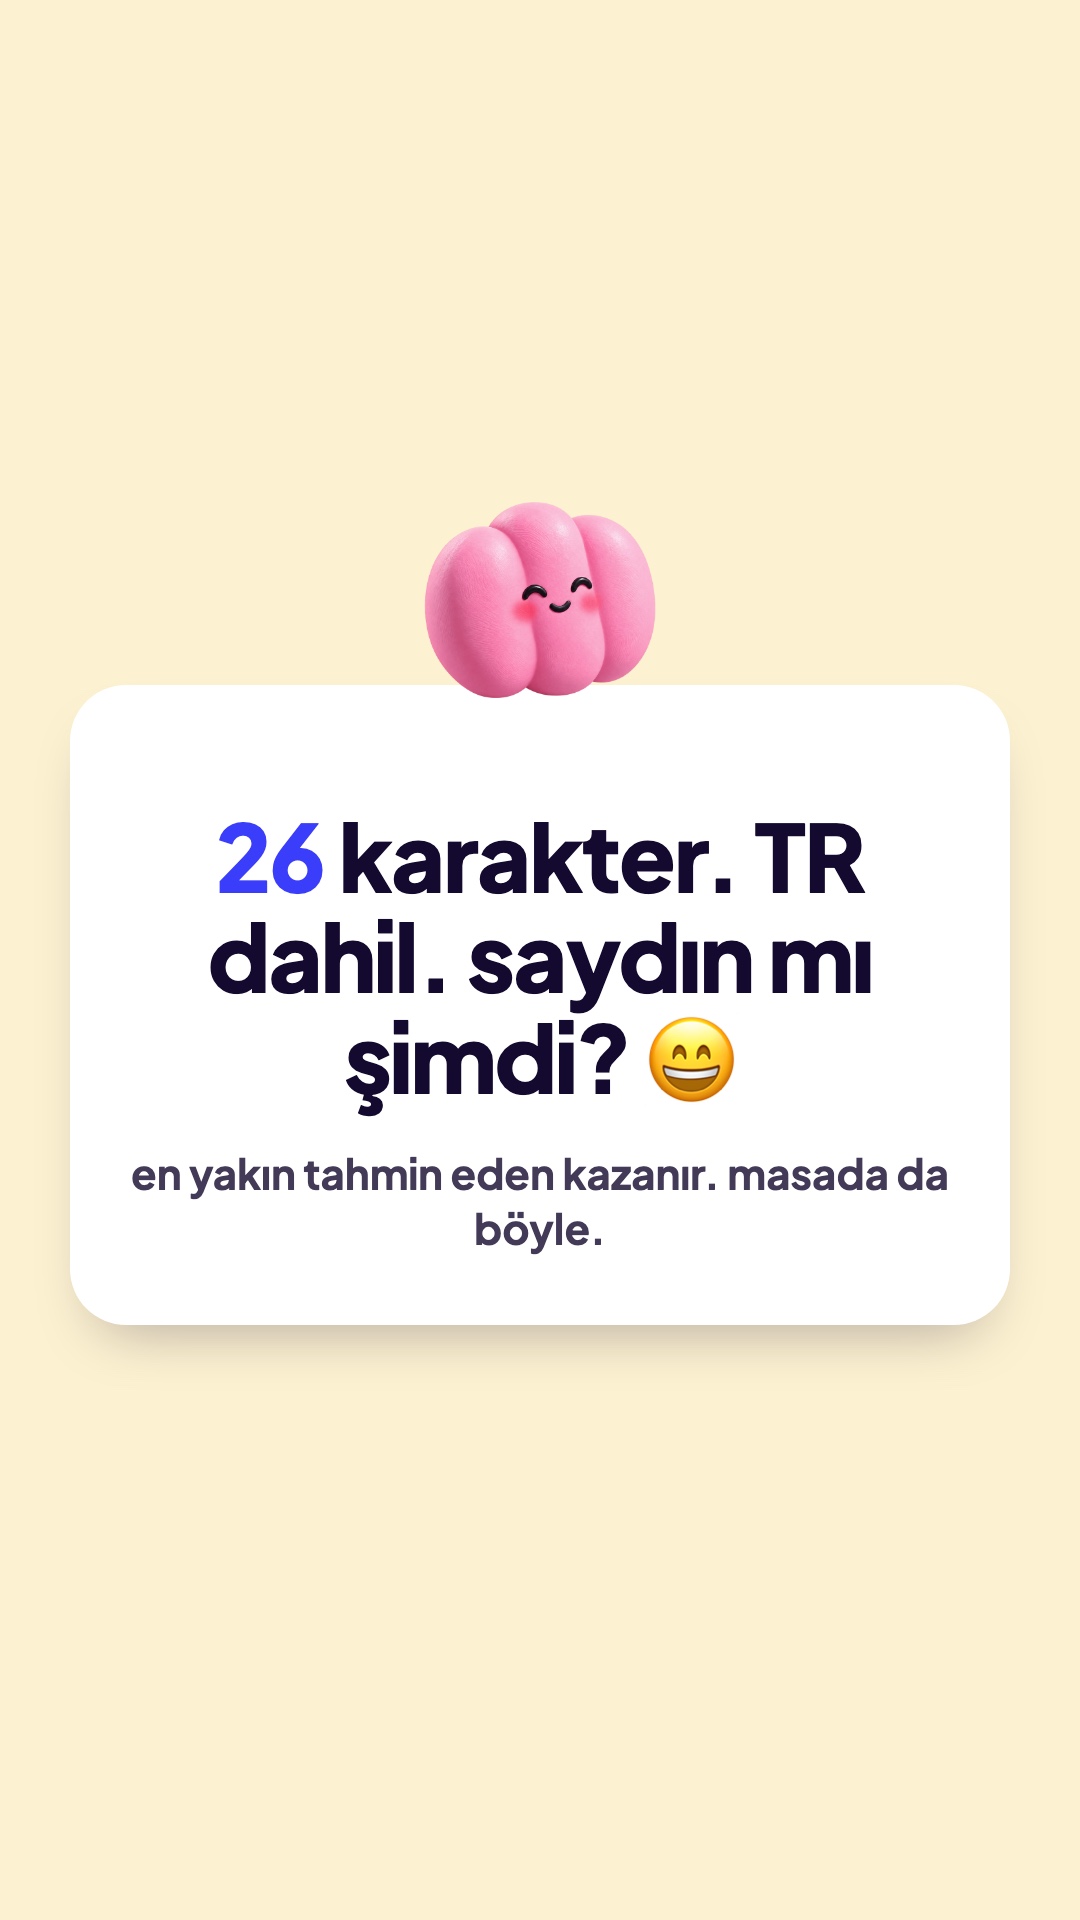 26 karakter. TR
dahil. saydın mı
şimdi? 😄
en yakın tahmin eden kazanır. masada da
böyle.